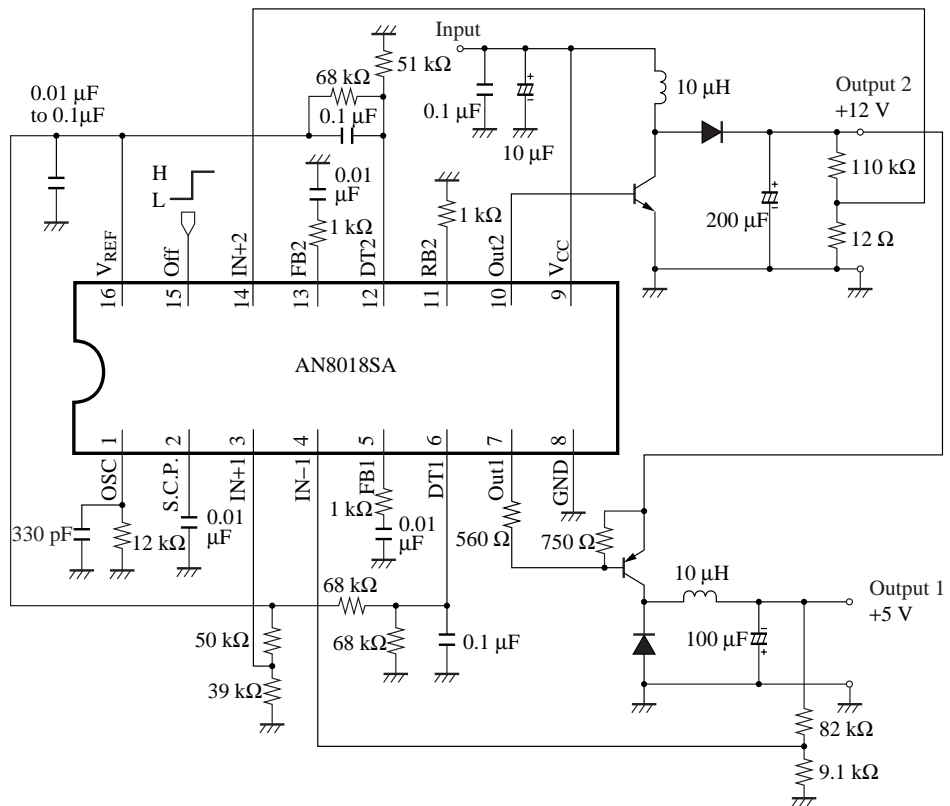 Input
51 kΩ
68 kΩ
0.1 µF
0.01 µF
to 0.1µF
0.1 µF
10 µF
10 µH
Output 2
+12 V
110 kΩ
200 µF
12 Ω
H
L
0.01
µF
1 kΩ
1 kΩ
VREF
Off
IN+2
FB2
DT2
RB2
Out2
VCC
16
15
14
13
12
11
10
9
AN8018SA
1
2
3
4
5
6
7
8
OSC
S.C.P.
IN+1
IN−1
FB1
DT1
Out1
GND
330 pF
12 kΩ
0.01
µF
1 kΩ
0.01
µF
560 Ω
750 Ω
68 kΩ
10 µH
Output 1
+5 V
50 kΩ
68 kΩ
0.1 µF
100 µF
39 kΩ
82 kΩ
9.1 kΩ